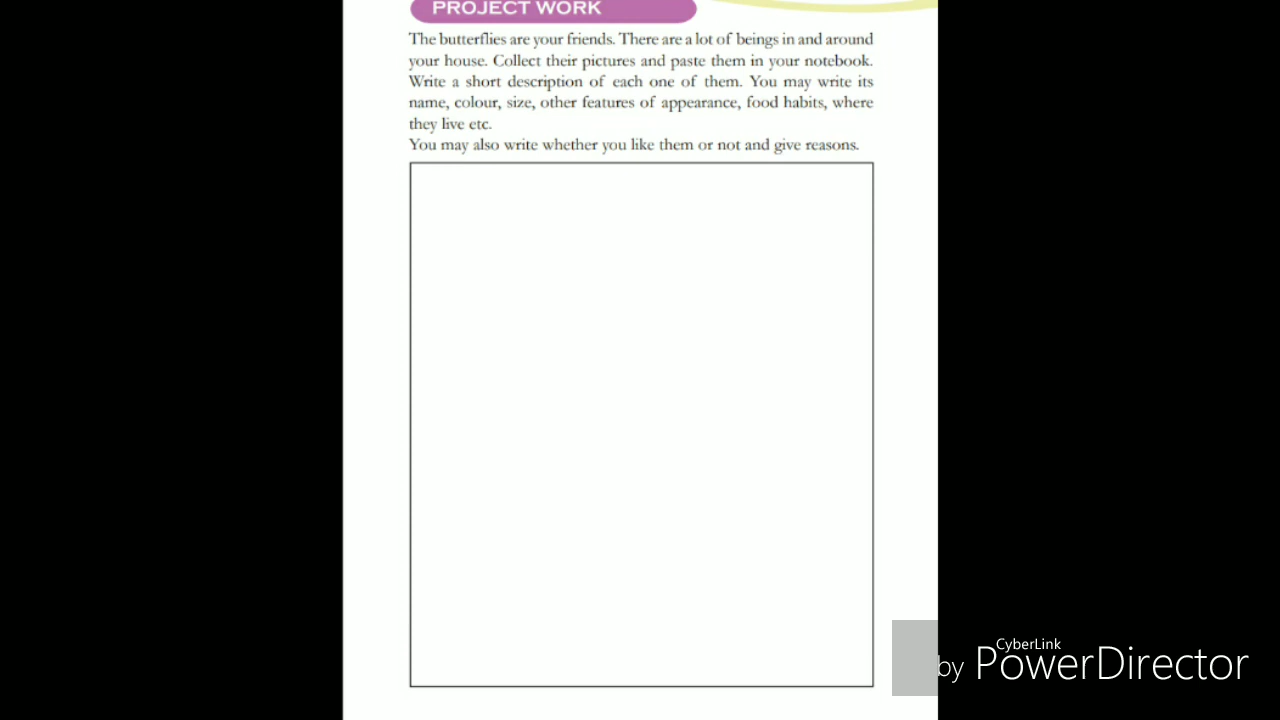 PROJECT WORK
The butterflies are your friends. There are a lot of beings in and around
your house. Collect their pictures and paste them in your notebook.
Write a short description of each one of them. You may write its
name, colour, size, other features of appearance, food habits, where
they live etc.
You may also write whether you like them or not and give reasons.
CyberLink
by PowerDirector